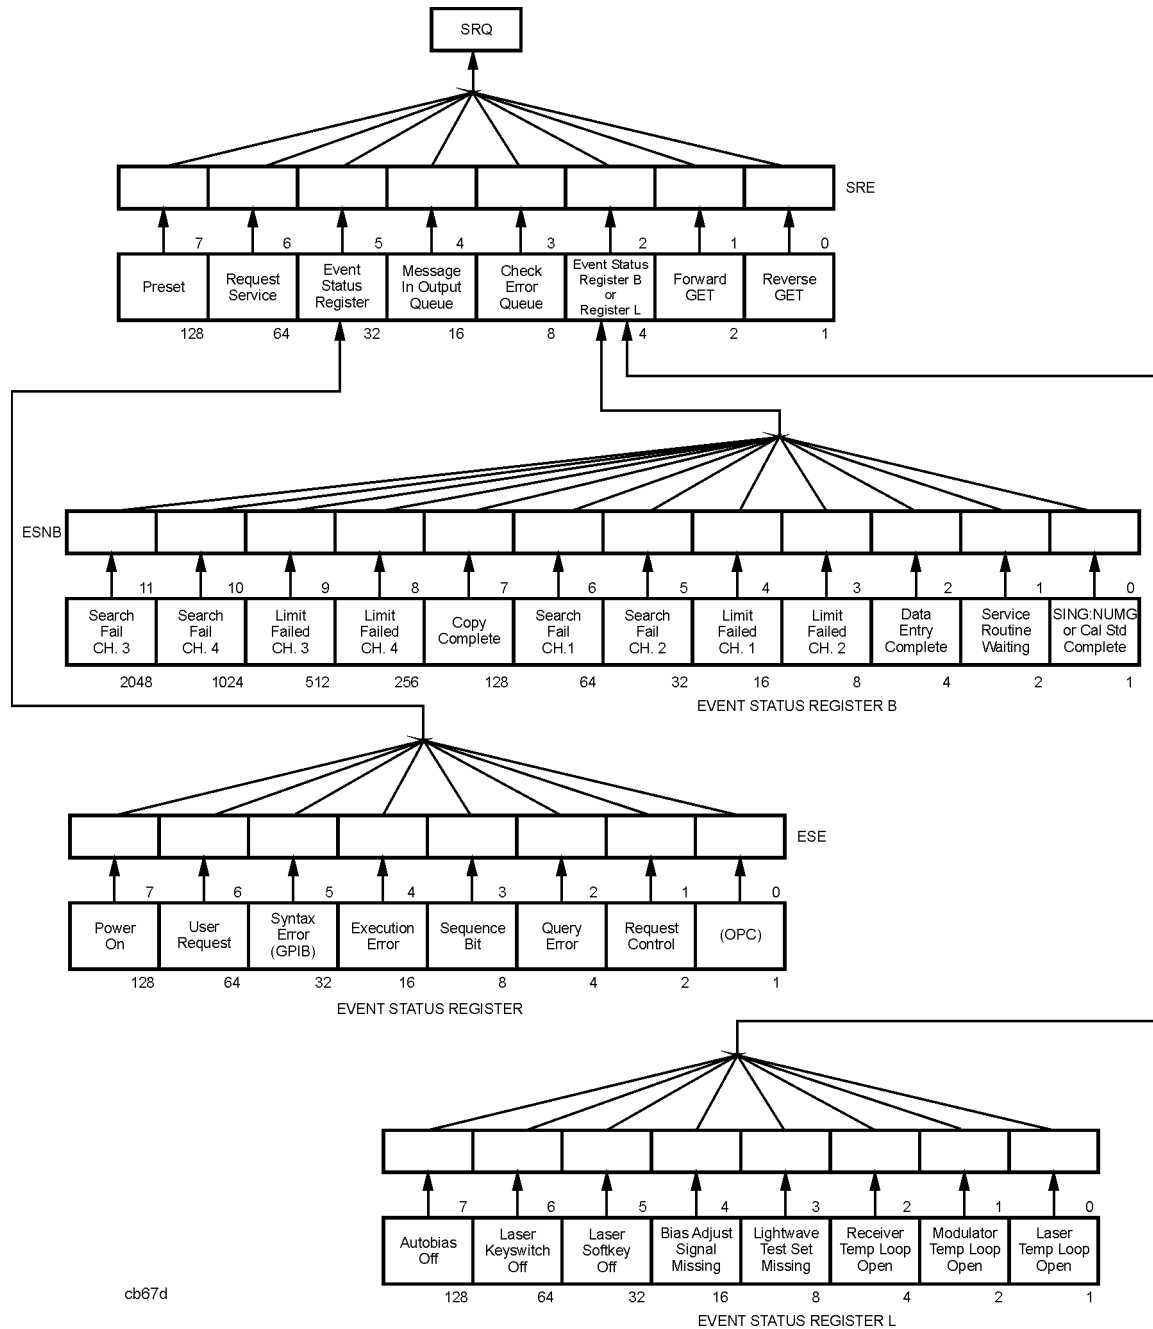 SRQ
SRE
7 6 5 4 3 2 1 0
Preset
Request
Service
Event
Status
Register
Message
In Output
Queue
Check
Error
Queue
Event Status
Register B
or
Register L
Forward
GET
Reverse
GET
128 64 32 16 8 4 2 1
ESNB
11 10 9 8 7 6 5 4 3 2 1 0
Search
Fail
CH. 3
Search
Fail
CH. 4
Limit
Failed
CH. 3
Limit
Failed
CH. 4
Copy
Complete
Search
Fail
CH.1
Search
Fail
CH. 2
Limit
Failed
CH. 1
Limit
Failed
CH. 2
Data
Entry
Complete
Service
Routine
Waiting
SING:NUMG
or Cal Std
Complete
2048 1024 512 256 128 64 32 16 8 4 2 1
EVENT STATUS REGISTER B
ESE
7 6 5 4 3 2 1 0
Power
On
User
Request
Syntax
Error
(GPIB)
Execution
Error
Sequence
Bit
Query
Error
Request
Control
(OPC)
128 64 32 16 8 4 2 1
EVENT STATUS REGISTER
7 6 5 4 3 2 1 0
Autobias
Off
Laser
Keyswitch
Off
Laser
Softkey
Off
Bias Adjust
Signal
Missing
Lightwave
Test Set
Missing
Receiver
Temp Loop
Open
Modulator
Temp Loop
Open
Laser
Temp Loop
Open
128 64 32 16 8 4 2 1
EVENT STATUS REGISTER L
cb67d